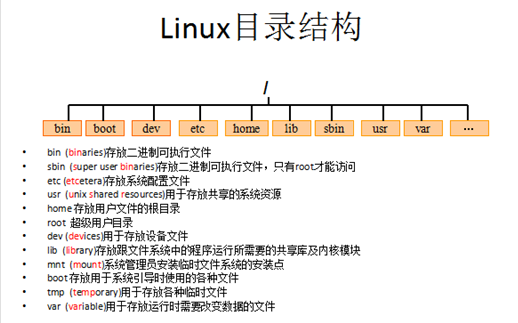 Linux目录结构
/
bin boot dev etc home lib sbin usr var ...
• bin (binaries)存放二进制可执行文件
• sbin (super user binaries)存放二进制可执行文件，只有root才能访问
• etc (etcetera)存放系统配置文件
• usr (unix shared resources)用于存放共享的系统资源
• home 存放用户文件的根目录
• root 超级用户目录
• dev (devices)用于存放设备文件
• lib (library)存放跟文件系统中的程序运行所需要的共享库及内核模块
• mnt (mount)系统管理员安装临时文件系统的安装点
• boot 存放用于系统引导时使用的各种文件
• tmp (temporary)用于存放各种临时文件
• var (variable)用于存放运行时需要改变数据的文件